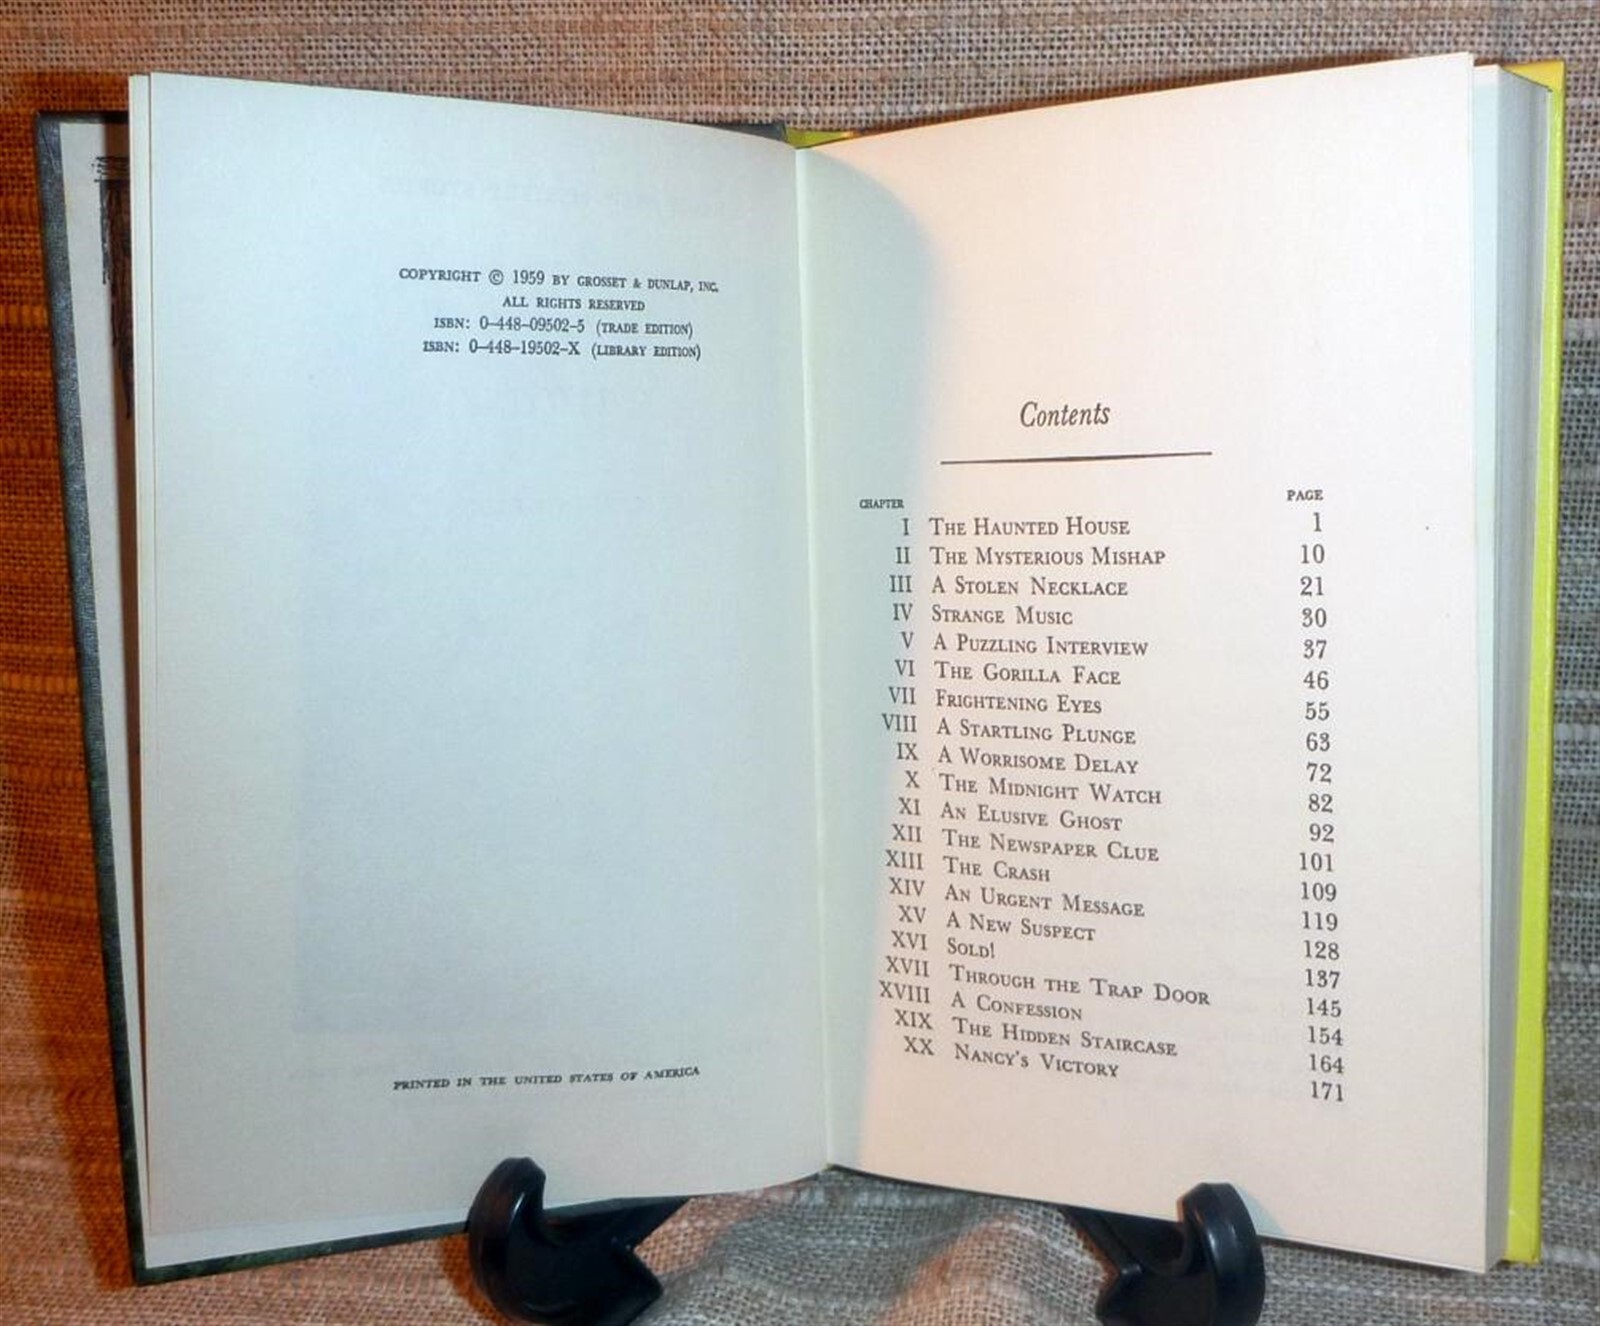 COPYRIGHT © 1959 BY GROSSET & DUNLAP, INC.
ALL RIGHTS RESERVED
ISBN: 0-448-09502-5 (TRADE EDITION)
ISBN: 0-448-19502-X (LIBRARY EDITION)
PRINTED IN THE UNITED STATES OF AMERICA
Contents
CHAPTER PAGE
I THE HAUNTED HOUSE 1
II THE MYSTERIOUS MISHAP 10
III A STOLEN NECKLACE 21
IV STRANGE MUSIC 30
V A PUZZLING INTERVIEW 37
VI THE GORILLA FACE 46
VII FRIGHTENING EYES 55
VIII A STARTLING PLUNGE 63
IX A WORRISOME DELAY 72
X THE MIDNIGHT WATCH 82
XI AN ELUSIVE GHOST 92
XII THE NEWSPAPER CLUE 101
XIII THE CRASH 109
XIV AN URGENT MESSAGE 119
XV A NEW SUSPECT 128
XVI SOLD! 137
XVII THROUGH THE TRAP DOOR 145
XVIII A CONFESSION 154
XIX THE HIDDEN STAIRCASE 164
XX NANCY'S VICTORY 171